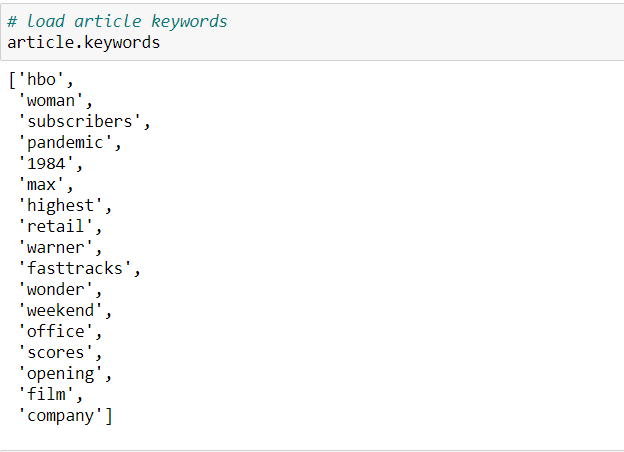 # load article keywords
article.keywords
['hbo',
'woman',
'subscribers',
'pandemic',
'1984',
'max',
'highest',
'retail',
'warner',
'fasttracks',
'wonder',
'weekend',
'office',
'scores',
'opening',
'film',
'company']